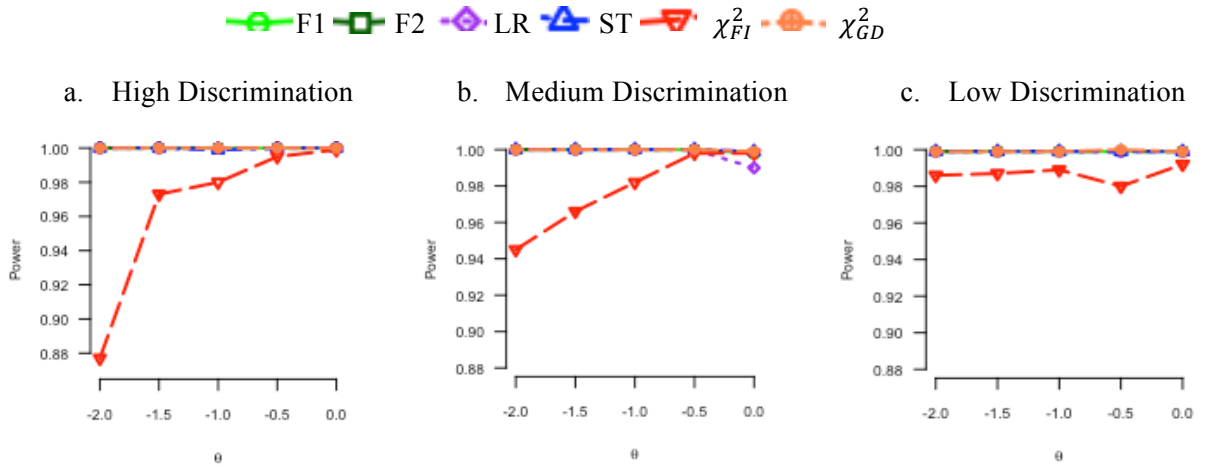 F1 F2 LR ST χ²FI χ²GD
a. High Discrimination
b. Medium Discrimination
c. Low Discrimination
Power
1.00
0.98
0.96
0.94
0.92
0.90
0.88
-2.0 -1.5 -1.0 -0.5 0.0
θ
Power
1.00
0.98
0.96
0.94
0.92
0.90
0.88
-2.0 -1.5 -1.0 -0.5 0.0
θ
Power
1.00
0.98
0.96
0.94
0.92
0.90
0.88
-2.0 -1.5 -1.0 -0.5 0.0
θ